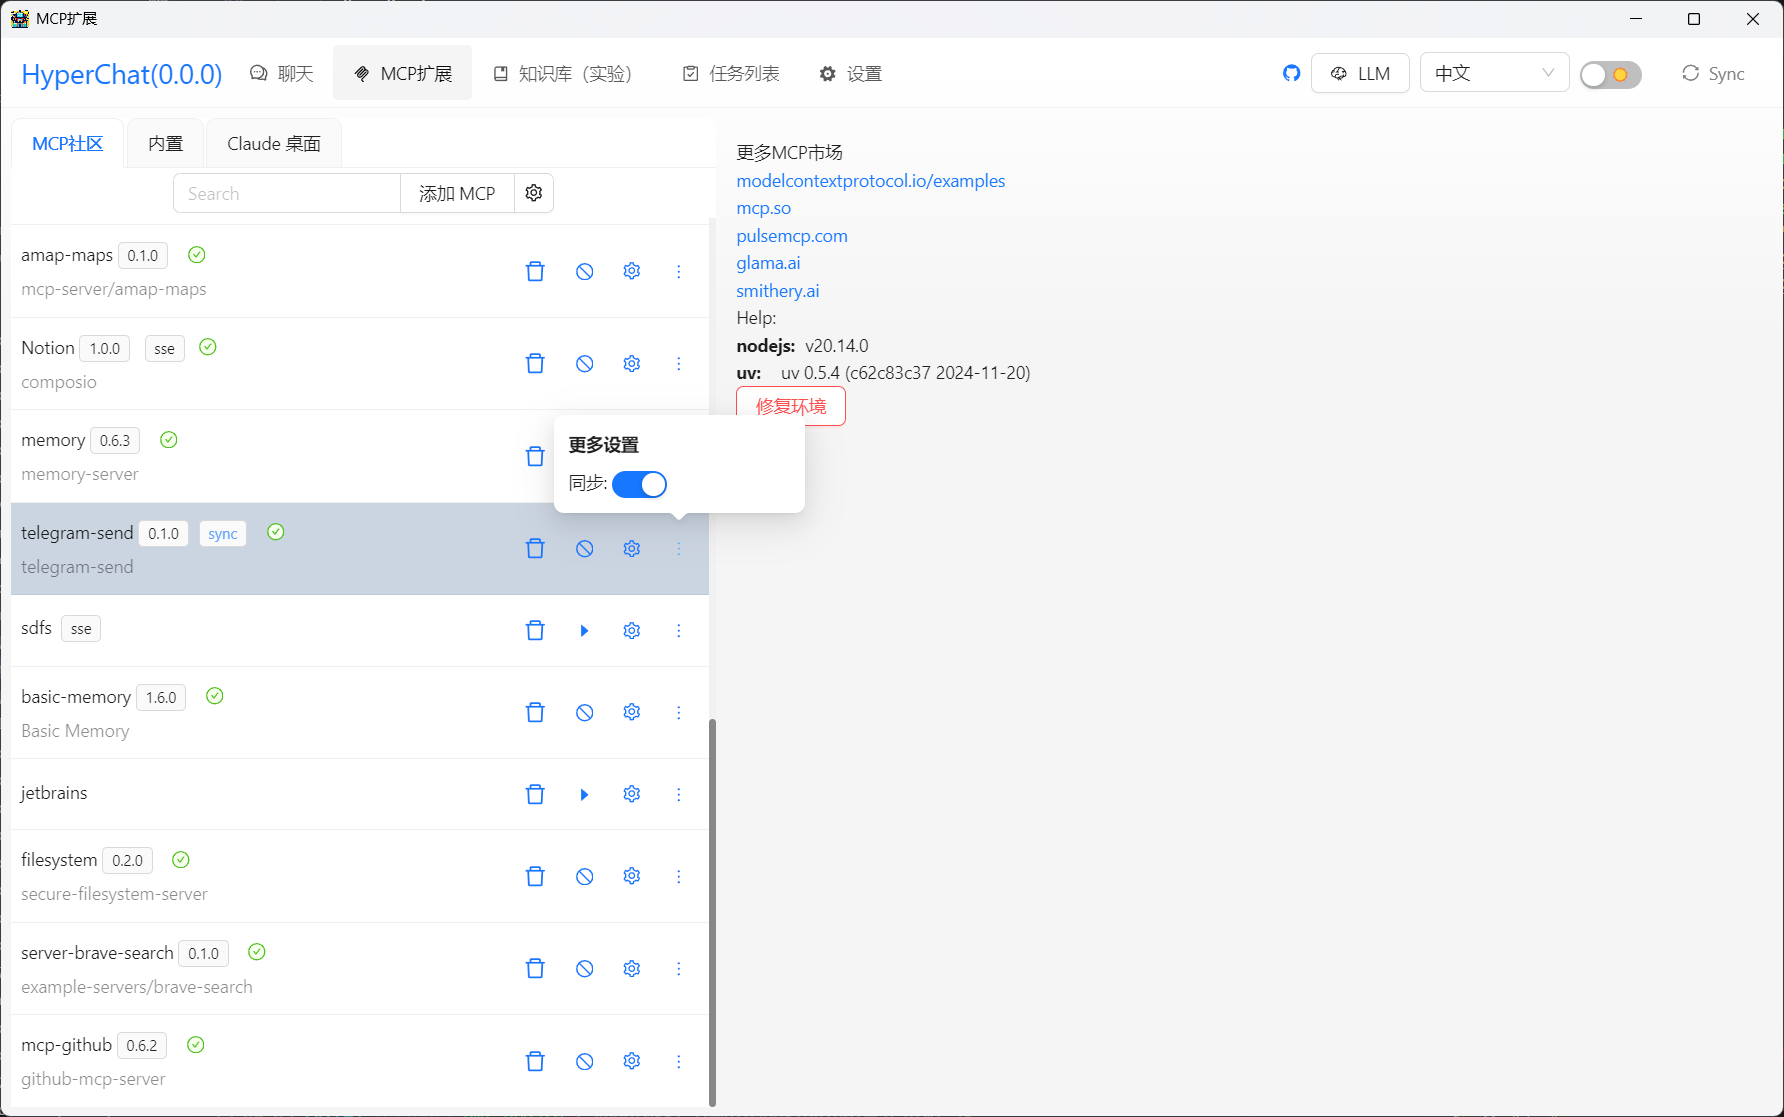 MCP扩展
HyperChat(0.0.0)
聊天
MCP扩展
知识库（实验）
任务列表
设置
LLM
中文
Sync
MCP社区
内置
Claude 桌面
Search
添加 MCP
amap-maps 0.1.0
mcp-server/amap-maps
Notion 1.0.0 sse
composio
memory 0.6.3
memory-server
telegram-send 0.1.0 sync
telegram-send
sdfs sse
basic-memory 1.6.0
Basic Memory
jetbrains
filesystem 0.2.0
secure-filesystem-server
server-brave-search 0.1.0
example-servers/brave-search
mcp-github 0.6.2
github-mcp-server
更多设置
同步:
更多MCP市场
modelcontextprotocol.io/examples
mcp.so
pulsemcp.com
glama.ai
smithery.ai
Help:
nodejs: v20.14.0
uv: uv 0.5.4 (c62c83c37 2024-11-20)
修复环境